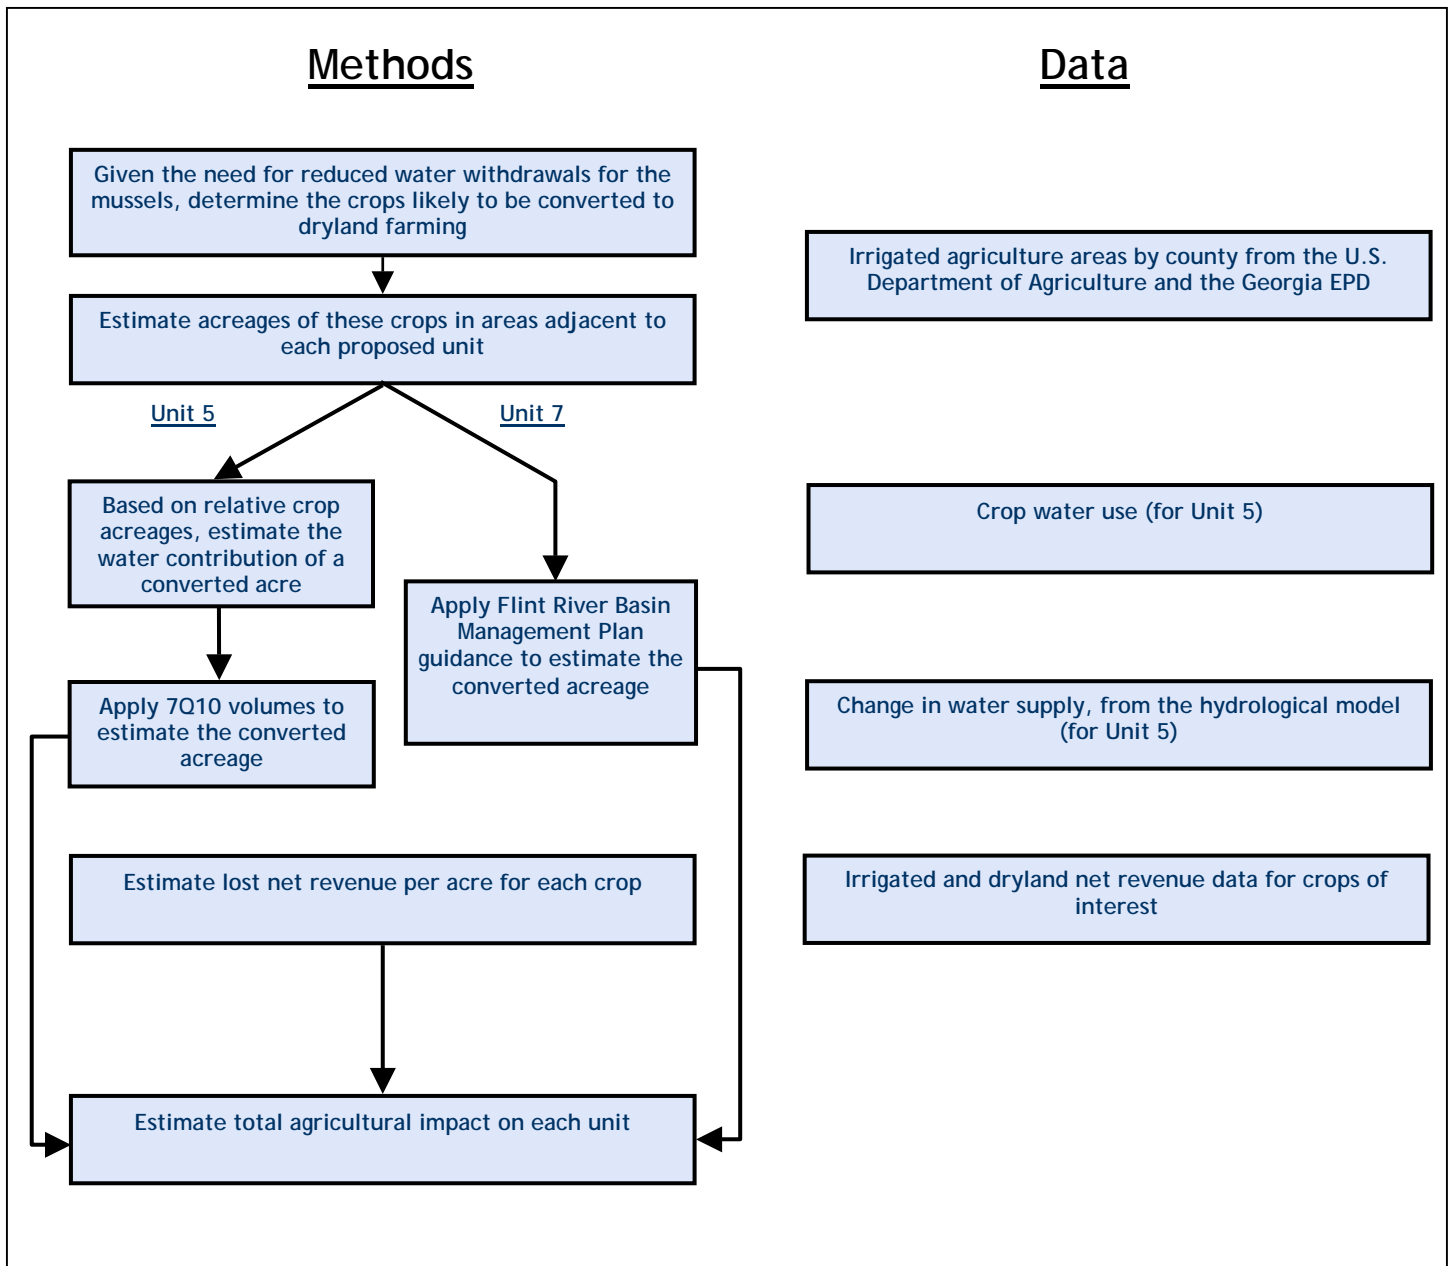 Methods
Data
Given the need for reduced water withdrawals for the
mussels, determine the crops likely to be converted to
dryland farming
Irrigated agriculture areas by county from the U.S.
Department of Agriculture and the Georgia EPD
Estimate acreages of these crops in areas adjacent to
each proposed unit
Unit 5
Unit 7
Based on relative crop
acreages, estimate the
water contribution of a
converted acre
Crop water use (for Unit 5)
Apply Flint River Basin
Management Plan
guidance to estimate the
converted acreage
Apply 7Q10 volumes to
estimate the converted
acreage
Change in water supply, from the hydrological model
(for Unit 5)
Estimate lost net revenue per acre for each crop
Irrigated and dryland net revenue data for crops of
interest
Estimate total agricultural impact on each unit